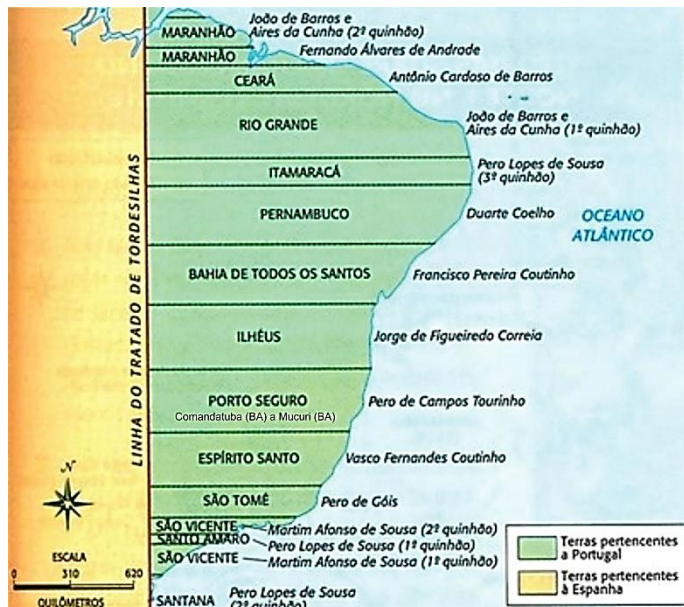 João de Barros e
MARANHÃO Aires da Cunha (2º quinhão)
MARANHÃO Fernando Álvares de Andrade
CEARÁ Antônio Cardoso de Barros
RIO GRANDE João de Barros e
Aires da Cunha (1º quinhão)
ITAMARACÁ Pero Lopes de Sousa
(3º quinhão)
PERNAMBUCO Duarte Coelho
OCEANO
ATLÂNTICO
BAHIA DE TODOS OS SANTOS Francisco Pereira Coutinho
ILHÉUS Jorge de Figueiredo Correia
PORTO SEGURO Pero de Campos Tourinho
Comandatuba (BA) a Mucuri (BA)
ESPÍRITO SANTO Vasco Fernandes Coutinho
SÃO TOMÉ Pero de Góis
SÃO VICENTE Martim Afonso de Sousa (2º quinhão)
SANTO AMARO Pero Lopes de Sousa (1º quinhão)
SÃO VICENTE Martim Afonso de Sousa (1º quinhão)
SANTANA Pero Lopes de Sousa
(2º quinhão)
LINHA DO TRATADO DE TORDESILHAS
N
ESCALA
0 310 620
QUILÔMETROS
Terras pertencentes
a Portugal
Terras pertencentes
à Espanha